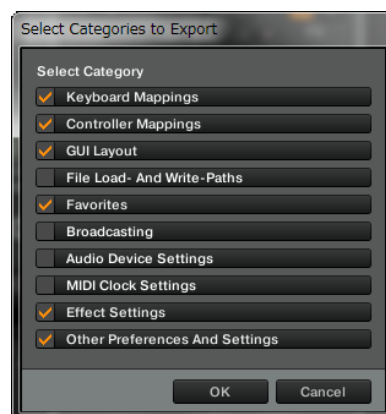 Select Categories to Export
Select Category
Keyboard Mappings
Controller Mappings
GUI Layout
File Load- And Write-Paths
Favorites
Broadcasting
Audio Device Settings
MIDI Clock Settings
Effect Settings
Other Preferences And Settings
OK Cancel